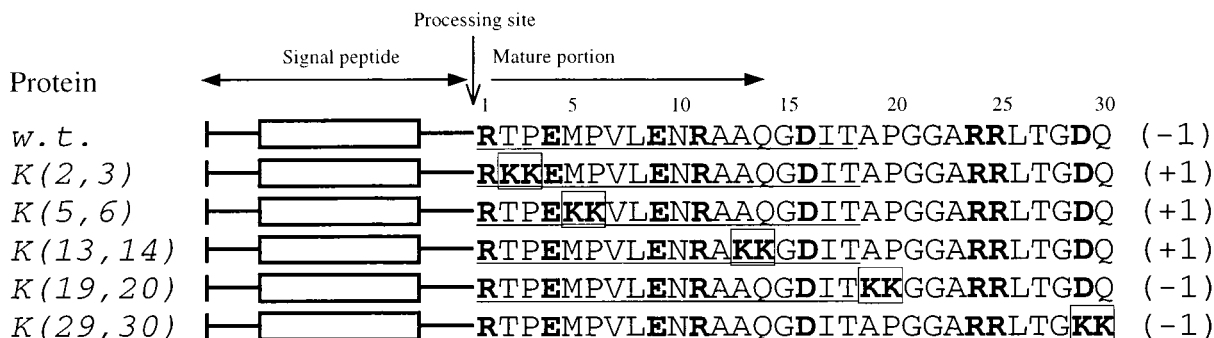 Processing site
Signal peptide Mature portion
Protein
1 5 10 15 20 25 30
w.t. RTPEMPVLENRAAQGDITAPGGARRLTGDQ (-1)
K(2,3) RKKEMPVLENRAAQGDITAPGGARRLTGDQ (+1)
K(5,6) RTPEKKVLENRAAQGDITAPGGARRLTGDQ (+1)
K(13,14) RTPEMPVLENRAKKGDITAPGGARRLTGDQ (+1)
K(19,20) RTPEMPVLENRAAQGDITKKGGARRLTGDQ (-1)
K(29,30) RTPEMPVLENRAAQGDITAPGGARRLTGKK (-1)